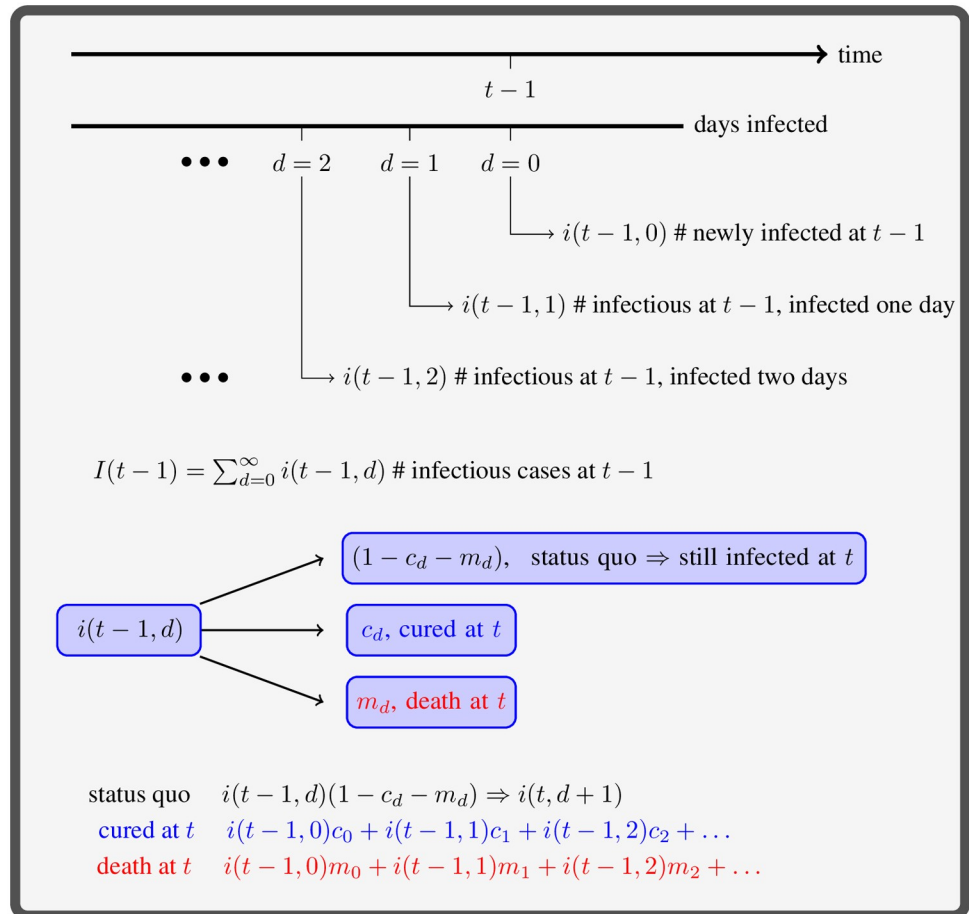 time
t − 1
days infected
••• d = 2 d = 1 d = 0
i(t − 1, 0) # newly infected at t − 1
i(t − 1, 1) # infectious at t − 1, infected one day
••• i(t − 1, 2) # infectious at t − 1, infected two days
I(t − 1) = ∑_{d=0}^{∞} i(t − 1, d) # infectious cases at t − 1
(1 − c_d − m_d), status quo ⇒ still infected at t
i(t − 1, d)
c_d, cured at t
m_d, death at t
status quo i(t − 1, d)(1 − c_d − m_d) ⇒ i(t, d + 1)
cured at t i(t − 1, 0)c_0 + i(t − 1, 1)c_1 + i(t − 1, 2)c_2 + …
death at t i(t − 1, 0)m_0 + i(t − 1, 1)m_1 + i(t − 1, 2)m_2 + …